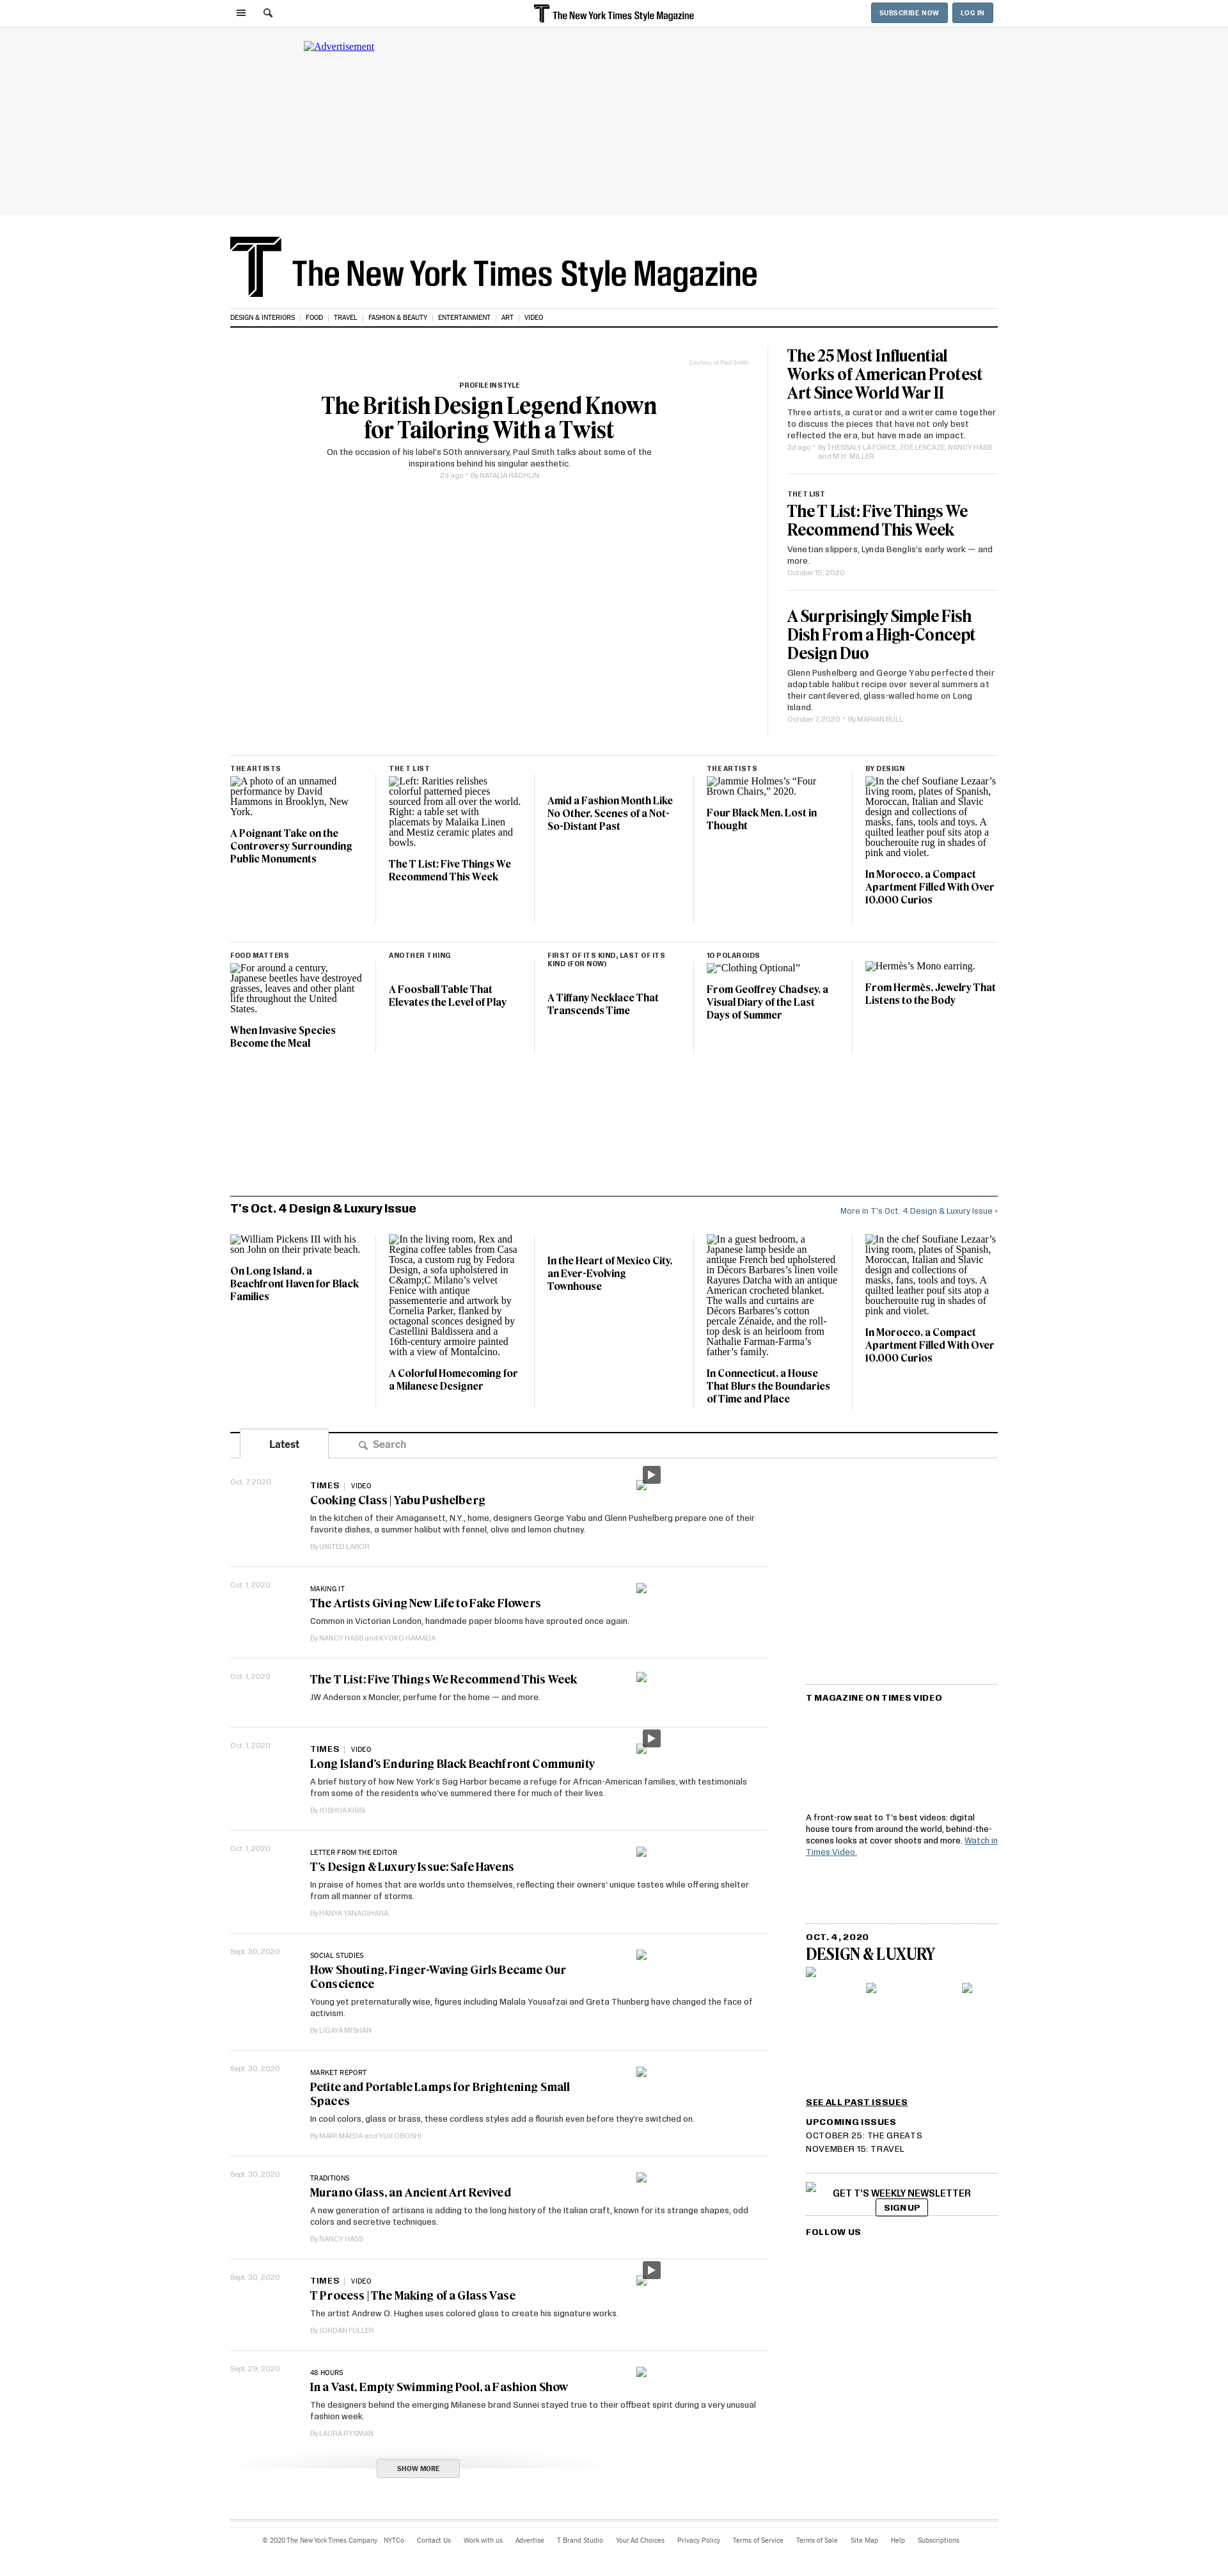 The New York Times Style Magazine
SUBSCRIBE NOW
LOG IN
Advertisement
The New York Times Style Magazine
DESIGN & INTERIORS | FOOD | TRAVEL | FASHION & BEAUTY | ENTERTAINMENT | ART | VIDEO
Courtesy of Paul Smith
PROFILE IN STYLE
The British Design Legend Known
for Tailoring With a Twist
On the occasion of his label's 50th anniversary, Paul Smith talks about some of the
inspirations behind his singular aesthetic.
2d ago • By NATALIA RACHLIN
The 25 Most Influential
Works of American Protest
Art Since World War II
Three artists, a curator and a writer came together
to discuss the pieces that have not only best
reflected the era, but have made an impact.
3d ago • By THESSALY LA FORCE, ZOË LESCAZE, NANCY HASS
and M.H. MILLER
THE T LIST
The T List: Five Things We
Recommend This Week
Venetian slippers, Lynda Benglis's early work — and
more.
October 15, 2020
A Surprisingly Simple Fish
Dish From a High-Concept
Design Duo
Glenn Pushelberg and George Yabu perfected their
adaptable halibut recipe over several summers at
their cantilevered, glass-walled home on Long
Island.
October 7, 2020 • By MARIAN BULL
THE ARTISTS
A photo of an unnamed
performance by David
Hammons in Brooklyn, New
York.
A Poignant Take on the
Controversy Surrounding
Public Monuments
THE T LIST
Left: Rarities relishes
colorful patterned pieces
sourced from all over the world.
Right: a table set with
placemats by Malaika Linen
and Mestiz ceramic plates and
bowls.
The T List: Five Things We
Recommend This Week
Amid a Fashion Month Like
No Other, Scenes of a Not-
So-Distant Past
THE ARTISTS
Jammie Holmes's “Four
Brown Chairs,” 2020.
Four Black Men, Lost in
Thought
BY DESIGN
In the chef Soufiane Lezaar's
living room, plates of Spanish,
Moroccan, Italian and Slavic
design and collections of
masks, fans, tools and toys. A
quilted leather pouf sits atop a
boucherouite rug in shades of
pink and violet.
In Morocco, a Compact
Apartment Filled With Over
10,000 Curios
FOOD MATTERS
For around a century,
Japanese beetles have destroyed
grasses, leaves and other plant
life throughout the United
States.
When Invasive Species
Become the Meal
ANOTHER THING
A Foosball Table That
Elevates the Level of Play
FIRST OF ITS KIND, LAST OF ITS
KIND (FOR NOW)
A Tiffany Necklace That
Transcends Time
10 POLAROIDS
“Clothing Optional”
From Geoffrey Chadsey, a
Visual Diary of the Last
Days of Summer
Hermès's Mono earring.
From Hermès, Jewelry That
Listens to the Body
T's Oct. 4 Design & Luxury Issue
More in T's Oct. 4 Design & Luxury Issue ›
William Pickens III with his
son John on their private beach.
On Long Island, a
Beachfront Haven for Black
Families
In the living room, Rex and
Regina coffee tables from Casa
Tosca, a custom rug by Fedora
Design, a sofa upholstered in
C&amp;C Milano's velvet
Fenice with antique
passementerie and artwork by
Cornelia Parker, flanked by
octagonal sconces designed by
Castellini Baldissera and a
16th-century armoire painted
with a view of Montalcino.
A Colorful Homecoming for
a Milanese Designer
In the Heart of Mexico City,
an Ever-Evolving
Townhouse
In a guest bedroom, a
Japanese lamp beside an
antique French bed upholstered
in Décors Barbares's linen voile
Rayures Datcha with an antique
American crocheted blanket.
The walls and curtains are
Décors Barbares's cotton
percale Zénaide, and the roll-
top desk is an heirloom from
Nathalie Farman-Farma's
father's family.
In Connecticut, a House
That Blurs the Boundaries
of Time and Place
In the chef Soufiane Lezaar's
living room, plates of Spanish,
Moroccan, Italian and Slavic
design and collections of
masks, fans, tools and toys. A
quilted leather pouf sits atop a
boucherouite rug in shades of
pink and violet.
In Morocco, a Compact
Apartment Filled With Over
10,000 Curios
Latest
Search
Oct. 7, 2020
TIMES | VIDEO
Cooking Class | Yabu Pushelberg
In the kitchen of their Amagansett, N.Y., home, designers George Yabu and Glenn Pushelberg prepare one of their
favorite dishes, a summer halibut with fennel, olive and lemon chutney.
By UNITED LABOR
Oct. 1, 2020
MAKING IT
The Artists Giving New Life to Fake Flowers
Common in Victorian London, handmade paper blooms have sprouted once again.
By NANCY HASS and KYOKO HAMADA
Oct. 1, 2020
The T List: Five Things We Recommend This Week
JW Anderson x Moncler, perfume for the home — and more.
Oct. 1, 2020
TIMES | VIDEO
Long Island's Enduring Black Beachfront Community
A brief history of how New York's Sag Harbor became a refuge for African-American families, with testimonials
from some of the residents who've summered there for much of their lives.
By JOSHUA KISSI
Oct. 1, 2020
LETTER FROM THE EDITOR
T's Design & Luxury Issue: Safe Havens
In praise of homes that are worlds unto themselves, reflecting their owners' unique tastes while offering shelter
from all manner of storms.
By HANYA YANAGIHARA
Sept. 30, 2020
SOCIAL STUDIES
How Shouting, Finger-Waving Girls Became Our
Conscience
Young yet preternaturally wise, figures including Malala Yousafzai and Greta Thunberg have changed the face of
activism.
By LIGAYA MISHAN
Sept. 30, 2020
MARKET REPORT
Petite and Portable Lamps for Brightening Small
Spaces
In cool colors, glass or brass, these cordless styles add a flourish even before they're switched on.
By MARI MAEDA and YUJI OBOSHI
Sept. 30, 2020
TRADITIONS
Murano Glass, an Ancient Art Revived
A new generation of artisans is adding to the long history of the Italian craft, known for its strange shapes, odd
colors and secretive techniques.
By NANCY HASS
Sept. 30, 2020
TIMES | VIDEO
T Process | The Making of a Glass Vase
The artist Andrew O. Hughes uses colored glass to create his signature works.
By JORDAN FULLER
Sept. 29, 2020
48 HOURS
In a Vast, Empty Swimming Pool, a Fashion Show
The designers behind the emerging Milanese brand Sunnei stayed true to their offbeat spirit during a very unusual
fashion week.
By LAURA RYSMAN
SHOW MORE
T MAGAZINE ON TIMES VIDEO
A front-row seat to T's best videos: digital
house tours from around the world, behind-the-
scenes looks at cover shoots and more. Watch in
Times Video.
OCT. 4, 2020
DESIGN & LUXURY
SEE ALL PAST ISSUES
UPCOMING ISSUES
OCTOBER 25: THE GREATS
NOVEMBER 15: TRAVEL
GET T'S WEEKLY NEWSLETTER
SIGN UP
FOLLOW US
© 2020 The New York Times Company NYTCo Contact Us Work with us Advertise T Brand Studio Your Ad Choices Privacy Policy Terms of Service Terms of Sale Site Map Help Subscriptions